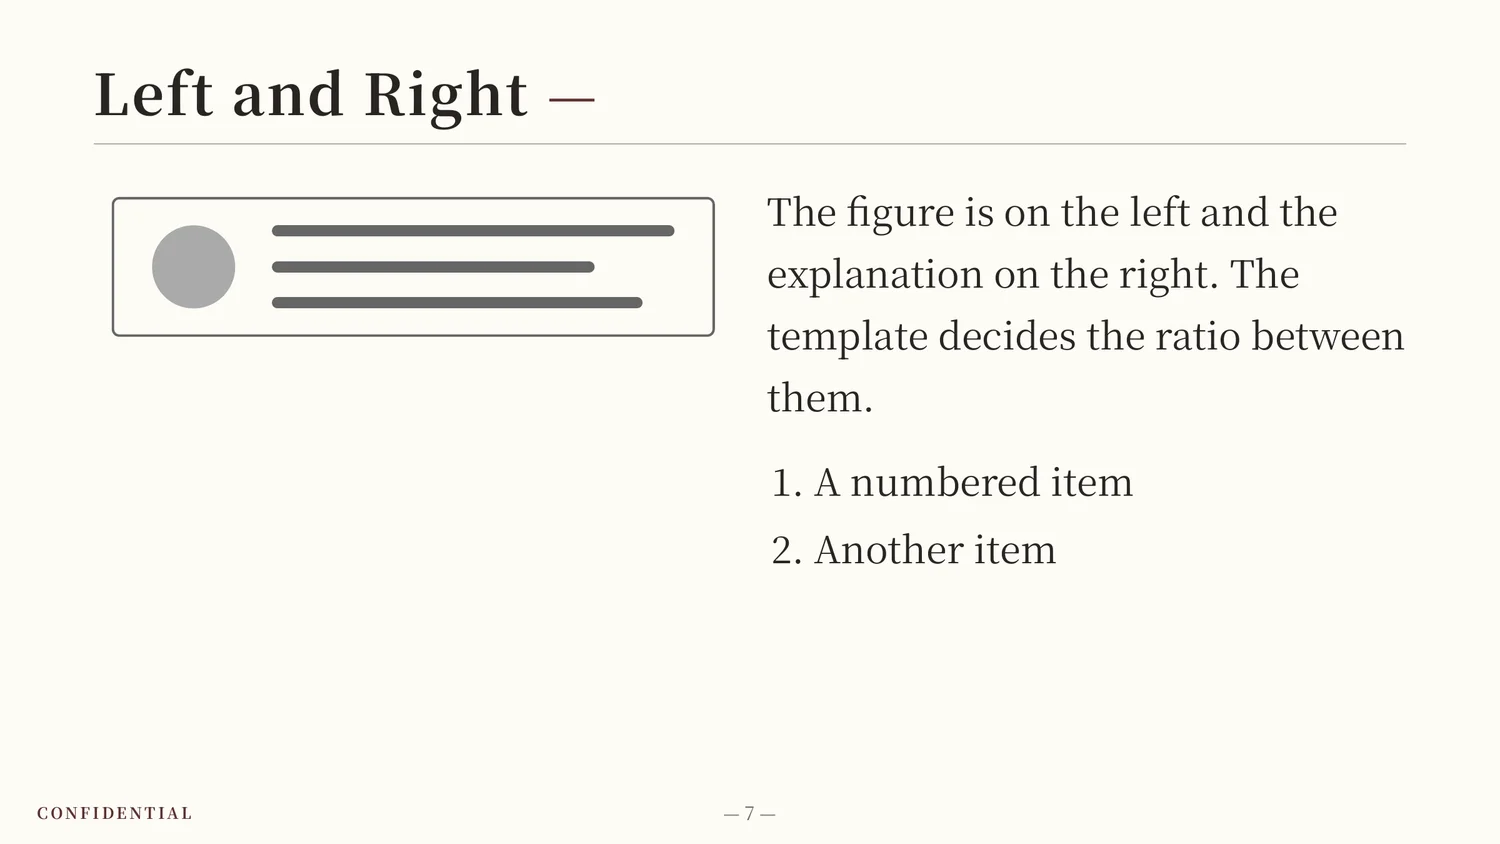 Left and Right —
The figure is on the left and the
explanation on the right. The
template decides the ratio between
them.
1. A numbered item
2. Another item
CONFIDENTIAL
— 7 —